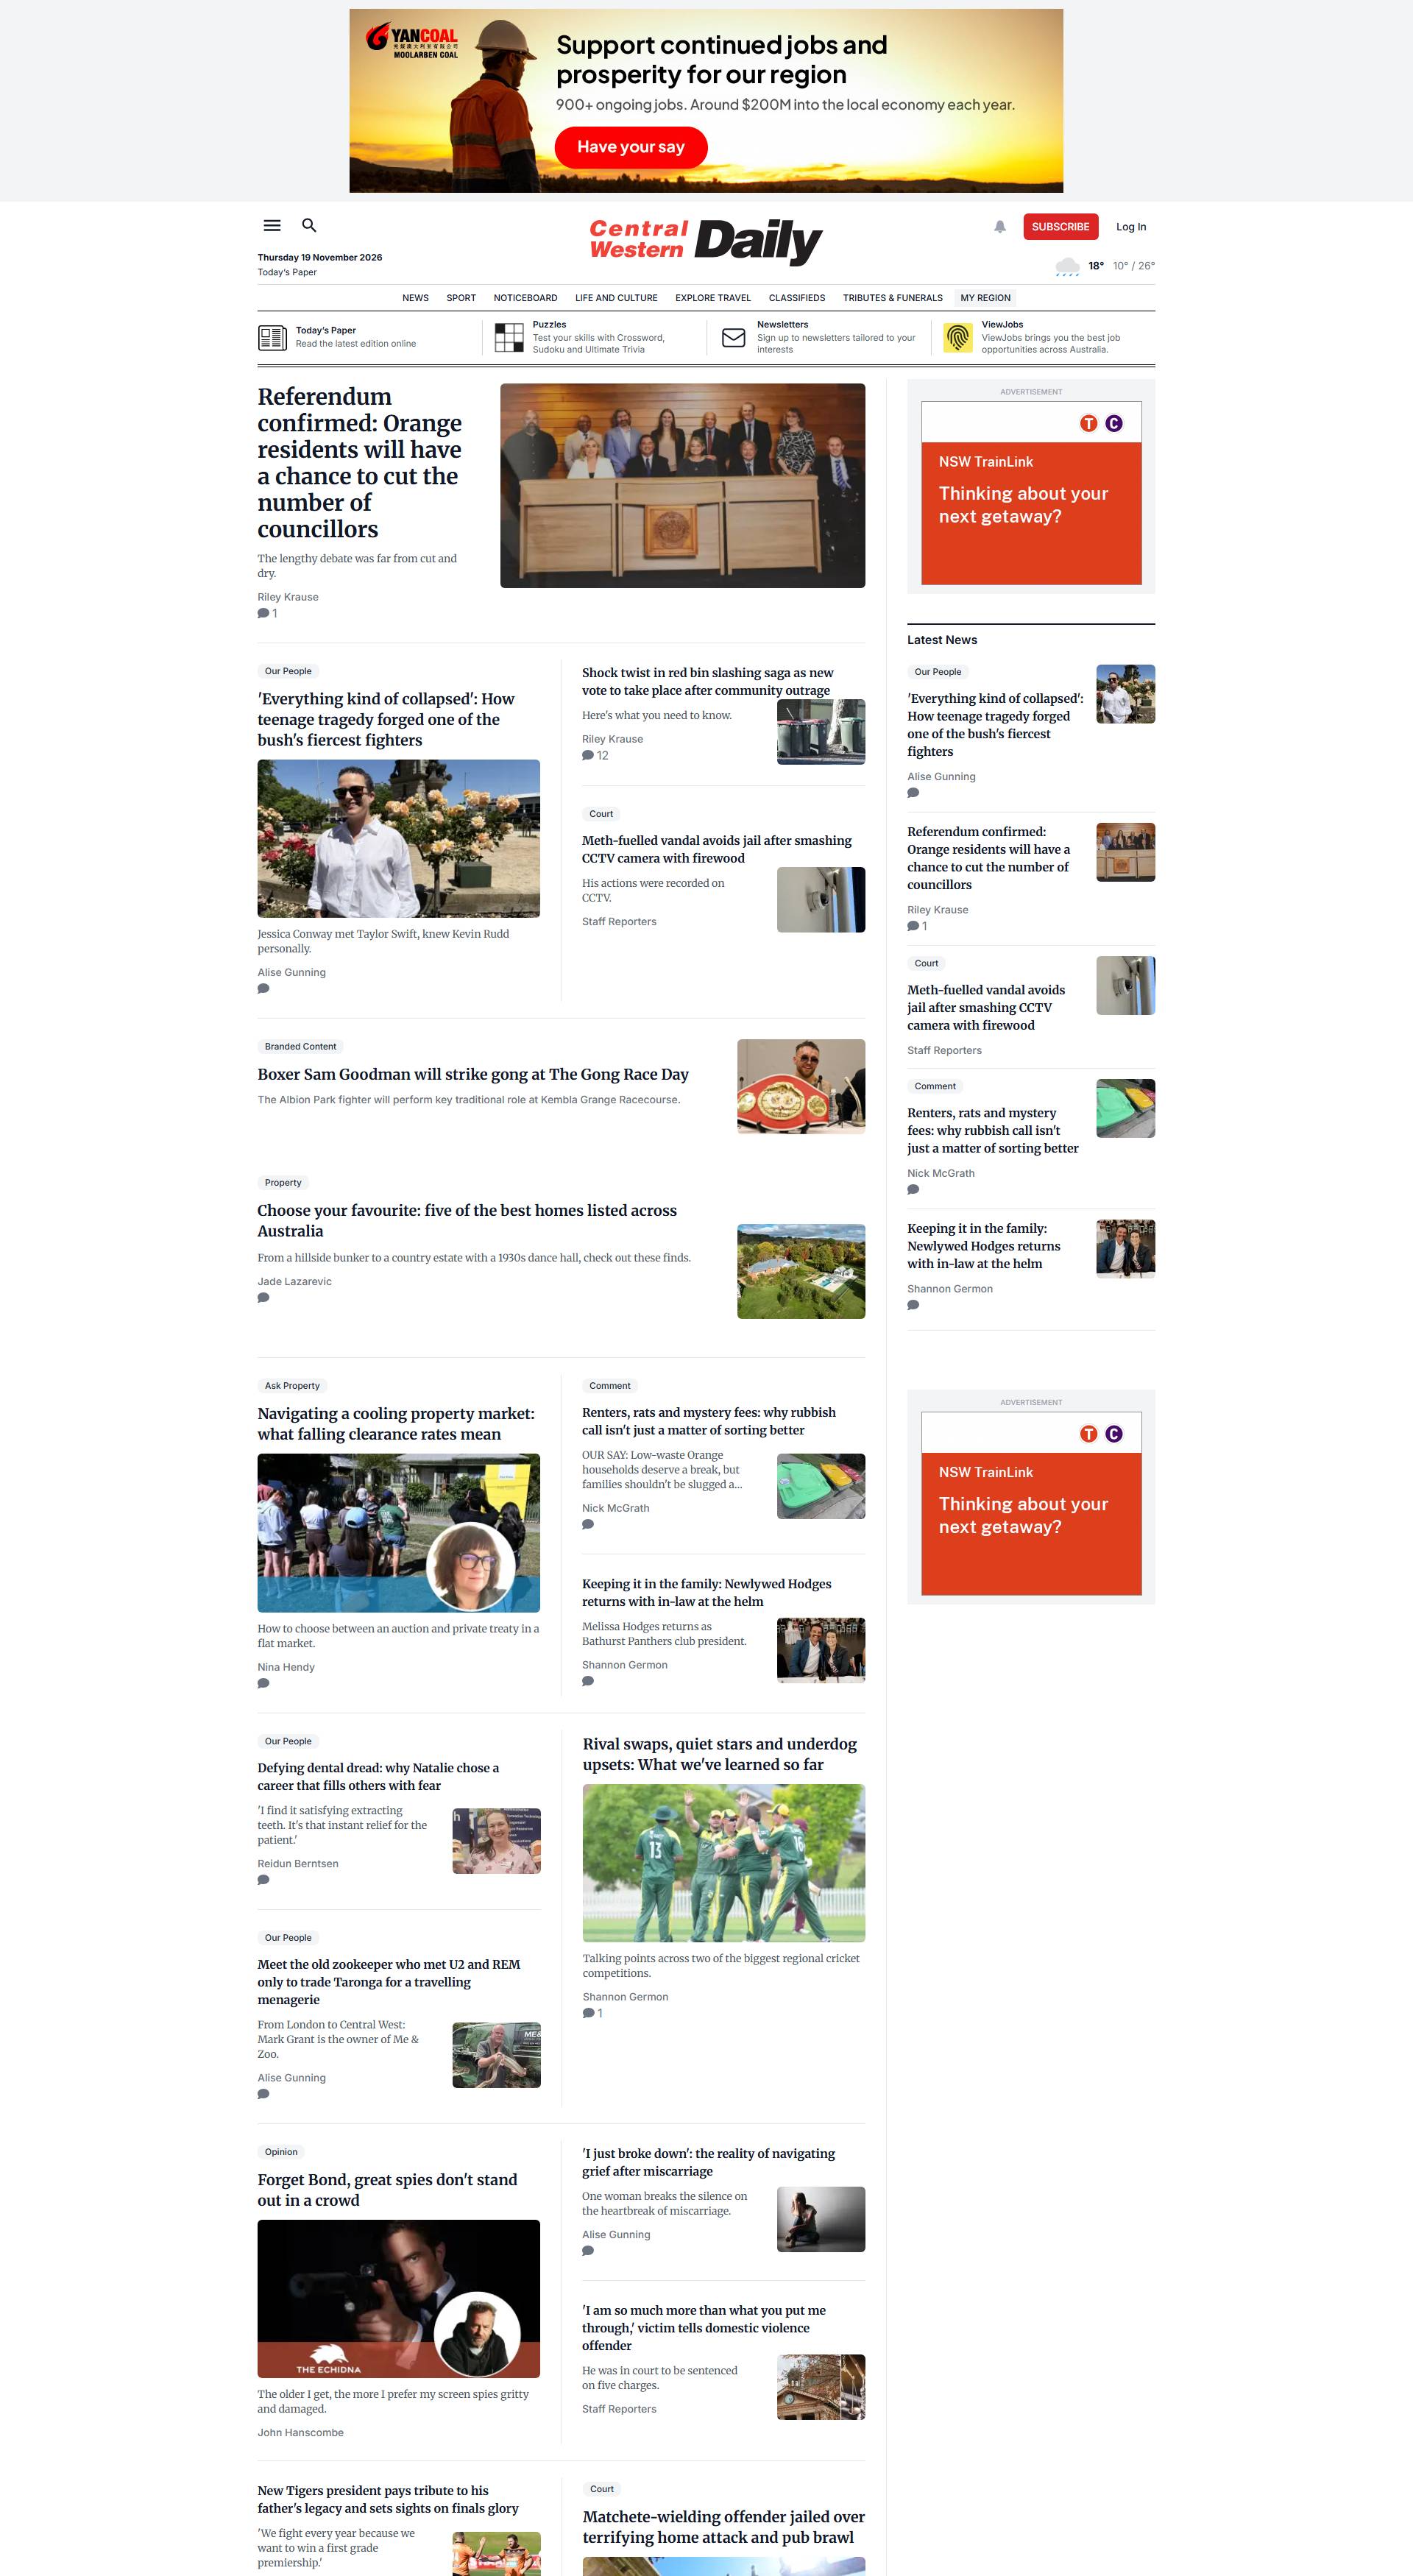 YANCOAL
MOOLARBEN COAL
Support continued jobs and
prosperity for our region
900+ ongoing jobs. Around $200M into the local economy each year.
Have your say
Central
Western Daily
SUBSCRIBE
Log In
Thursday 19 November 2026
Today's Paper
18° 10° / 26°
NEWS SPORT NOTICEBOARD LIFE AND CULTURE EXPLORE TRAVEL CLASSIFIEDS TRIBUTES & FUNERALS MY REGION
Today's Paper
Read the latest edition online
Puzzles
Test your skills with Crossword,
Sudoku and Ultimate Trivia
Newsletters
Sign up to newsletters tailored to your
interests
ViewJobs
ViewJobs brings you the best job
opportunities across Australia.
Referendum
confirmed: Orange
residents will have
a chance to cut the
number of
councillors
The lengthy debate was far from cut and
dry.
Riley Krause
1
Our People
'Everything kind of collapsed': How
teenage tragedy forged one of the
bush's fiercest fighters
Jessica Conway met Taylor Swift, knew Kevin Rudd
personally.
Alise Gunning
Shock twist in red bin slashing saga as new
vote to take place after community outrage
Here's what you need to know.
Riley Krause
12
Court
Meth-fuelled vandal avoids jail after smashing
CCTV camera with firewood
His actions were recorded on
CCTV.
Staff Reporters
Branded Content
Boxer Sam Goodman will strike gong at The Gong Race Day
The Albion Park fighter will perform key traditional role at Kembla Grange Racecourse.
Property
Choose your favourite: five of the best homes listed across
Australia
From a hillside bunker to a country estate with a 1930s dance hall, check out these finds.
Jade Lazarevic
Ask Property
Navigating a cooling property market:
what falling clearance rates mean
How to choose between an auction and private treaty in a
flat market.
Nina Hendy
Comment
Renters, rats and mystery fees: why rubbish
call isn't just a matter of sorting better
OUR SAY: Low-waste Orange
households deserve a break, but
families shouldn't be slugged a...
Nick McGrath
Keeping it in the family: Newlywed Hodges
returns with in-law at the helm
Melissa Hodges returns as
Bathurst Panthers club president.
Shannon Germon
Our People
Defying dental dread: why Natalie chose a
career that fills others with fear
'I find it satisfying extracting
teeth. It's that instant relief for the
patient.'
Reidun Berntsen
Our People
Meet the old zookeeper who met U2 and REM
only to trade Taronga for a travelling
menagerie
From London to Central West:
Mark Grant is the owner of Me &
Zoo.
Alise Gunning
Rival swaps, quiet stars and underdog
upsets: What we've learned so far
13
16
Talking points across two of the biggest regional cricket
competitions.
Shannon Germon
1
Opinion
Forget Bond, great spies don't stand
out in a crowd
THE ECHIDNA
The older I get, the more I prefer my screen spies gritty
and damaged.
John Hanscombe
'I just broke down': the reality of navigating
grief after miscarriage
One woman breaks the silence on
the heartbreak of miscarriage.
Alise Gunning
'I am so much more than what you put me
through,' victim tells domestic violence
offender
He was in court to be sentenced
on five charges.
Staff Reporters
New Tigers president pays tribute to his
father's legacy and sets sights on finals glory
'We fight every year because we
want to win a first grade
premiership.'
Court
Matchete-wielding offender jailed over
terrifying home attack and pub brawl
ADVERTISEMENT
T C
NSW TrainLink
Thinking about your
next getaway?
Latest News
Our People
'Everything kind of collapsed':
How teenage tragedy forged
one of the bush's fiercest
fighters
Alise Gunning
Referendum confirmed:
Orange residents will have a
chance to cut the number of
councillors
Riley Krause
1
Court
Meth-fuelled vandal avoids
jail after smashing CCTV
camera with firewood
Staff Reporters
Comment
Renters, rats and mystery
fees: why rubbish call isn't
just a matter of sorting better
Nick McGrath
Keeping it in the family:
Newlywed Hodges returns
with in-law at the helm
Shannon Germon
ADVERTISEMENT
T C
NSW TrainLink
Thinking about your
next getaway?